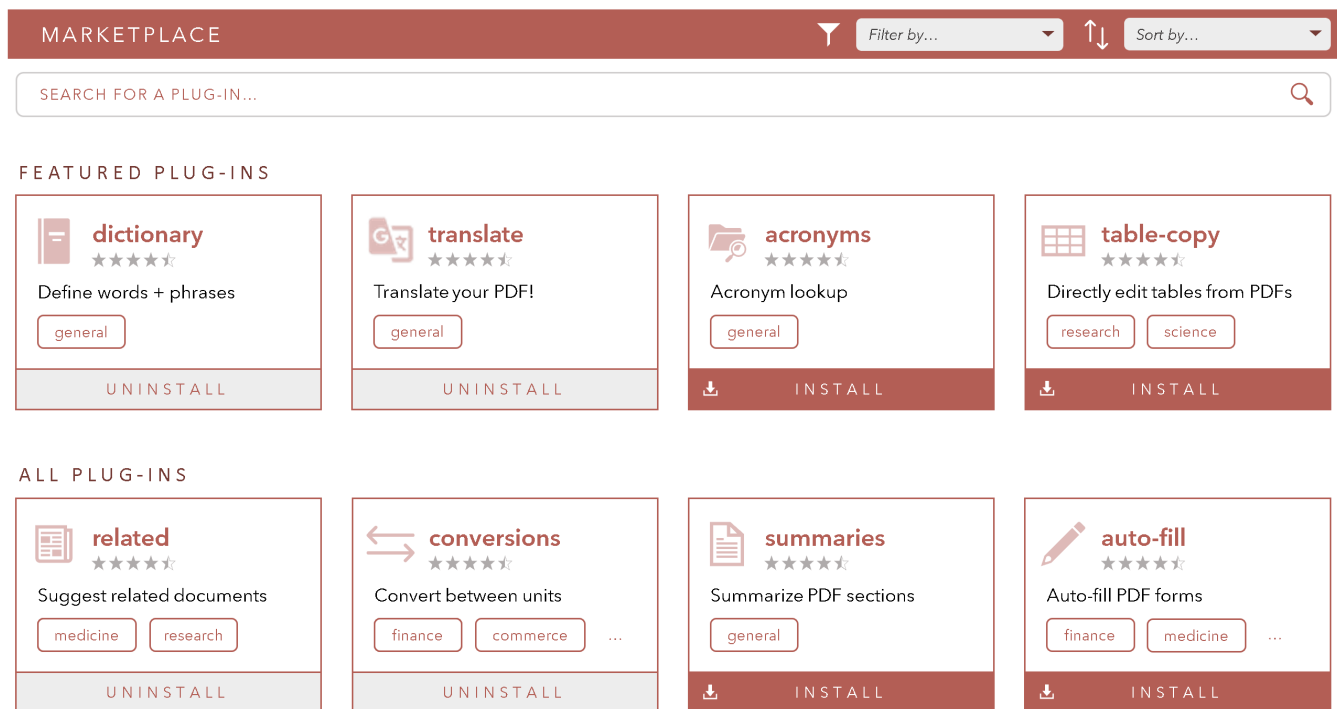 MARKETPLACE
Filter by...
Sort by...
SEARCH FOR A PLUG-IN...
FEATURED PLUG-INS
dictionary
Define words + phrases
general
UNINSTALL
translate
Translate your PDF!
general
UNINSTALL
acronyms
Acronym lookup
general
INSTALL
table-copy
Directly edit tables from PDFs
research science
INSTALL
ALL PLUG-INS
related
Suggest related documents
medicine research
UNINSTALL
conversions
Convert between units
finance commerce ...
UNINSTALL
summaries
Summarize PDF sections
general
INSTALL
auto-fill
Auto-fill PDF forms
finance medicine ...
INSTALL